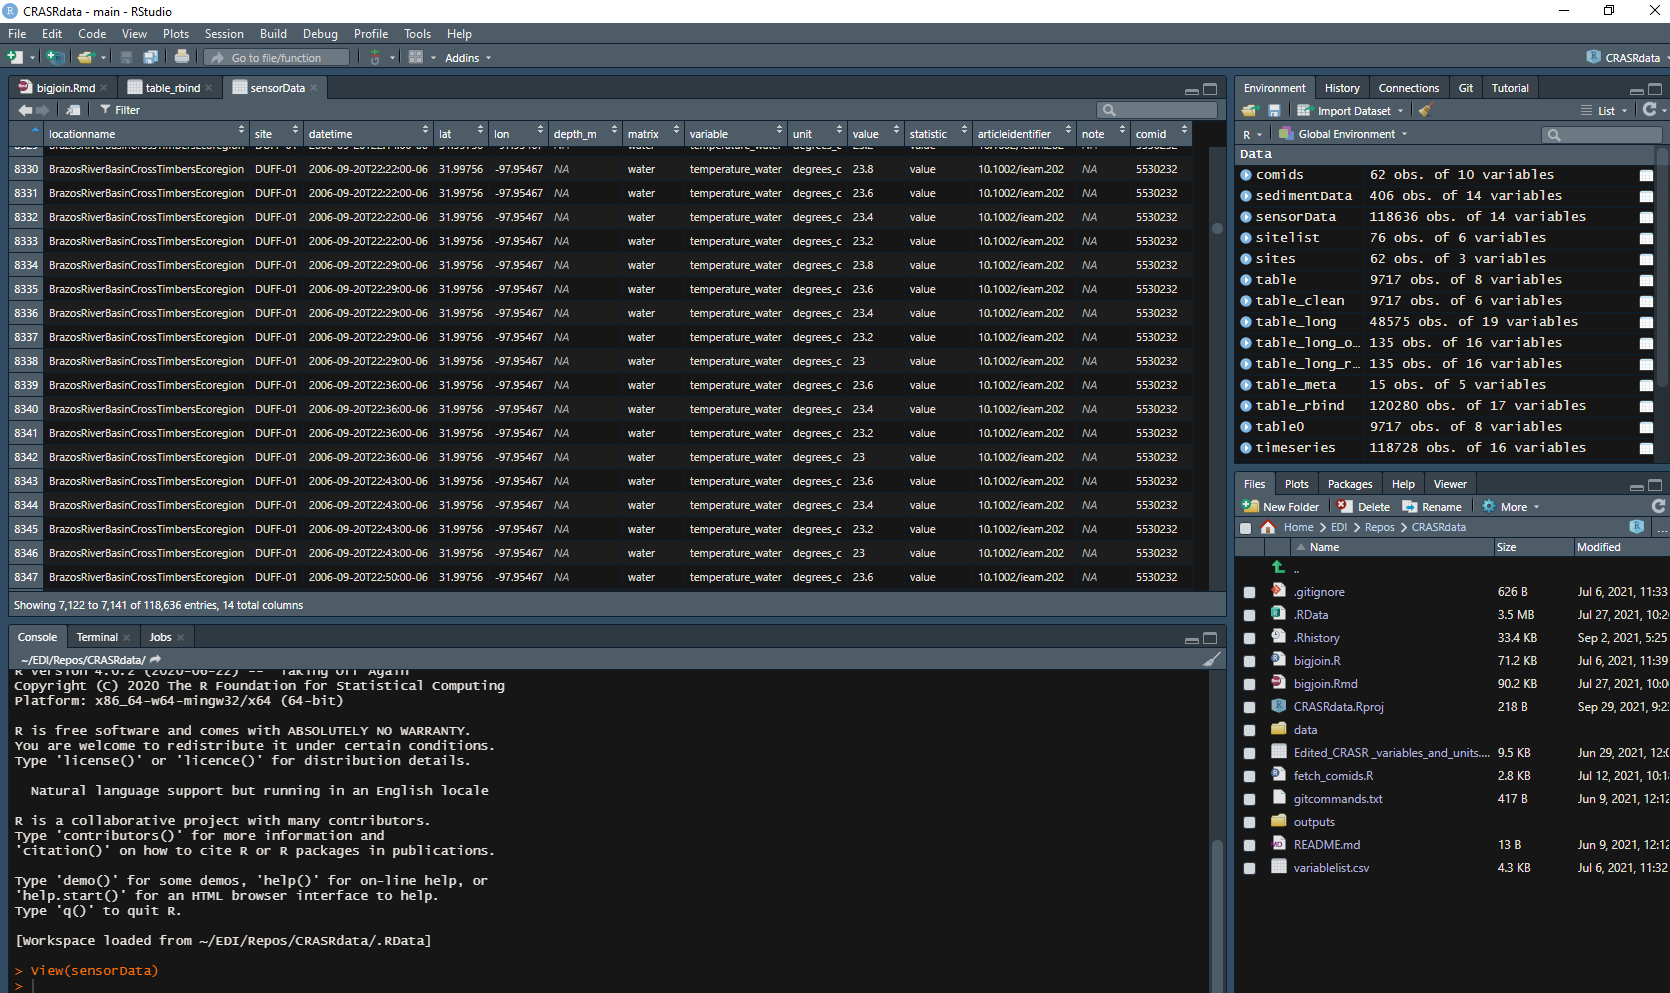 CRASRdata - main - RStudio
File Edit Code View Plots Session Build Debug Profile Tools Help
Go to file/function Addins CRASRdata
bigjoin.Rmd table_rbind sensorData
Filter
locationname site datetime lat lon depth_m matrix variable unit value statistic articleidentifier note comid
8330 BrazosRiverBasinCrossTimbersEcoregion DUFF-01 2006-09-20T22:22:00-06 31.99756 -97.95467 NA water temperature_water degrees_c 23.8 value 10.1002/ieam.202 NA 5530232
8331 BrazosRiverBasinCrossTimbersEcoregion DUFF-01 2006-09-20T22:22:00-06 31.99756 -97.95467 NA water temperature_water degrees_c 23.6 value 10.1002/ieam.202 NA 5530232
8332 BrazosRiverBasinCrossTimbersEcoregion DUFF-01 2006-09-20T22:22:00-06 31.99756 -97.95467 NA water temperature_water degrees_c 23.4 value 10.1002/ieam.202 NA 5530232
8333 BrazosRiverBasinCrossTimbersEcoregion DUFF-01 2006-09-20T22:22:00-06 31.99756 -97.95467 NA water temperature_water degrees_c 23.2 value 10.1002/ieam.202 NA 5530232
8334 BrazosRiverBasinCrossTimbersEcoregion DUFF-01 2006-09-20T22:29:00-06 31.99756 -97.95467 NA water temperature_water degrees_c 23.8 value 10.1002/ieam.202 NA 5530232
8335 BrazosRiverBasinCrossTimbersEcoregion DUFF-01 2006-09-20T22:29:00-06 31.99756 -97.95467 NA water temperature_water degrees_c 23.6 value 10.1002/ieam.202 NA 5530232
8336 BrazosRiverBasinCrossTimbersEcoregion DUFF-01 2006-09-20T22:29:00-06 31.99756 -97.95467 NA water temperature_water degrees_c 23.4 value 10.1002/ieam.202 NA 5530232
8337 BrazosRiverBasinCrossTimbersEcoregion DUFF-01 2006-09-20T22:29:00-06 31.99756 -97.95467 NA water temperature_water degrees_c 23.2 value 10.1002/ieam.202 NA 5530232
8338 BrazosRiverBasinCrossTimbersEcoregion DUFF-01 2006-09-20T22:29:00-06 31.99756 -97.95467 NA water temperature_water degrees_c 23 value 10.1002/ieam.202 NA 5530232
8339 BrazosRiverBasinCrossTimbersEcoregion DUFF-01 2006-09-20T22:36:00-06 31.99756 -97.95467 NA water temperature_water degrees_c 23.6 value 10.1002/ieam.202 NA 5530232
8340 BrazosRiverBasinCrossTimbersEcoregion DUFF-01 2006-09-20T22:36:00-06 31.99756 -97.95467 NA water temperature_water degrees_c 23.4 value 10.1002/ieam.202 NA 5530232
8341 BrazosRiverBasinCrossTimbersEcoregion DUFF-01 2006-09-20T22:36:00-06 31.99756 -97.95467 NA water temperature_water degrees_c 23.2 value 10.1002/ieam.202 NA 5530232
8342 BrazosRiverBasinCrossTimbersEcoregion DUFF-01 2006-09-20T22:36:00-06 31.99756 -97.95467 NA water temperature_water degrees_c 23 value 10.1002/ieam.202 NA 5530232
8343 BrazosRiverBasinCrossTimbersEcoregion DUFF-01 2006-09-20T22:43:00-06 31.99756 -97.95467 NA water temperature_water degrees_c 23.6 value 10.1002/ieam.202 NA 5530232
8344 BrazosRiverBasinCrossTimbersEcoregion DUFF-01 2006-09-20T22:43:00-06 31.99756 -97.95467 NA water temperature_water degrees_c 23.4 value 10.1002/ieam.202 NA 5530232
8345 BrazosRiverBasinCrossTimbersEcoregion DUFF-01 2006-09-20T22:43:00-06 31.99756 -97.95467 NA water temperature_water degrees_c 23.2 value 10.1002/ieam.202 NA 5530232
8346 BrazosRiverBasinCrossTimbersEcoregion DUFF-01 2006-09-20T22:43:00-06 31.99756 -97.95467 NA water temperature_water degrees_c 23 value 10.1002/ieam.202 NA 5530232
8347 BrazosRiverBasinCrossTimbersEcoregion DUFF-01 2006-09-20T22:50:00-06 31.99756 -97.95467 NA water temperature_water degrees_c 23.6 value 10.1002/ieam.202 NA 5530232
Showing 7,122 to 7,141 of 118,636 entries, 14 total columns
Console Terminal Jobs
~/EDI/Repos/CRASRdata/
R version 4.0.2 (2020-06-22) -- "Taking Off Again"
Copyright (C) 2020 The R Foundation for Statistical Computing
Platform: x86_64-w64-mingw32/x64 (64-bit)
R is free software and comes with ABSOLUTELY NO WARRANTY.
You are welcome to redistribute it under certain conditions.
Type 'license()' or 'licence()' for distribution details.
Natural language support but running in an English locale
R is a collaborative project with many contributors.
Type 'contributors()' for more information and
'citation()' on how to cite R or R packages in publications.
Type 'demo()' for some demos, 'help()' for on-line help, or
'help.start()' for an HTML browser interface to help.
Type 'q()' to quit R.
[Workspace loaded from ~/EDI/Repos/CRASRdata/.RData]
> View(sensorData)
>
Environment History Connections Git Tutorial
Import Dataset List
R Global Environment
Data
comids 62 obs. of 10 variables
sedimentData 406 obs. of 14 variables
sensorData 118636 obs. of 14 variables
sitelist 76 obs. of 6 variables
sites 62 obs. of 3 variables
table 9717 obs. of 8 variables
table_clean 9717 obs. of 6 variables
table_long 48575 obs. of 19 variables
table_long_o… 135 obs. of 16 variables
table_long_r… 135 obs. of 16 variables
table_meta 15 obs. of 5 variables
table_rbind 120280 obs. of 17 variables
table0 9717 obs. of 8 variables
timeseries 118728 obs. of 16 variables
Files Plots Packages Help Viewer
New Folder Delete Rename More
Home EDI Repos CRASRdata ...
Name Size Modified
..
.gitignore 626 B Jul 6, 2021, 11:33
.RData 3.5 MB Jul 27, 2021, 10:2
.Rhistory 33.4 KB Sep 2, 2021, 5:25
bigjoin.R 71.2 KB Jul 6, 2021, 11:39
bigjoin.Rmd 90.2 KB Jul 27, 2021, 10:0
CRASRdata.Rproj 218 B Sep 29, 2021, 9:2
data
Edited_CRASR _variables_and_units.... 9.5 KB Jun 29, 2021, 12:0
fetch_comids.R 2.8 KB Jul 12, 2021, 10:1
gitcommands.txt 417 B Jun 9, 2021, 12:12
outputs
README.md 13 B Jun 9, 2021, 12:12
variablelist.csv 4.3 KB Jul 6, 2021, 11:32